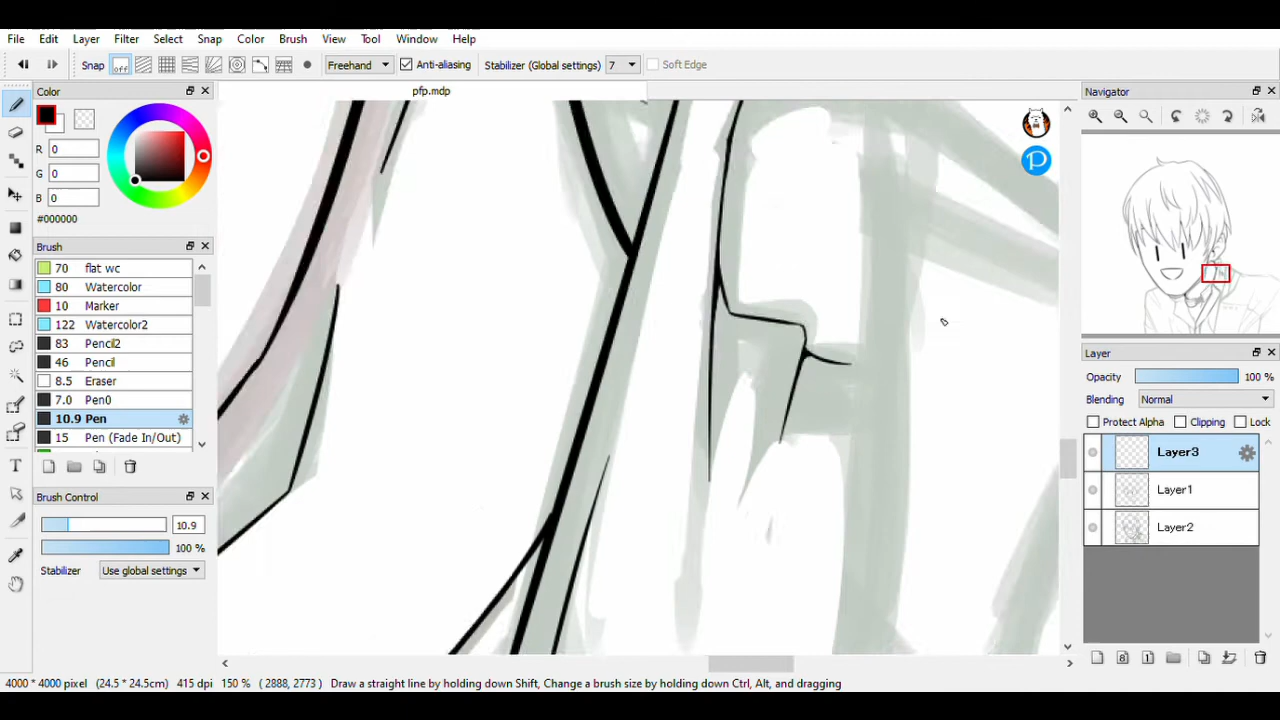 File Edit Layer Filter Select Snap Color Brush View Tool Window Help
Snap off Freehand Anti-aliasing Stabilizer (Global settings) 7 Soft Edge
Color
pfp.mdp
Navigator
R 0
G 0
B 0
#000000
Brush
70 flat wc
80 Watercolor
10 Marker
122 Watercolor2
83 Pencil2
46 Pencil
8.5 Eraser
7.0 Pen0
10.9 Pen
15 Pen (Fade In/Out)
Brush Control
10.9
100 %
Stabilizer Use global settings
Layer
Opacity 100 %
Blending Normal
Protect Alpha Clipping Lock
Layer3
Layer1
Layer2
4000 * 4000 pixel (24.5 * 24.5cm) 415 dpi 150 % ( 2888, 2773 ) Draw a straight line by holding down Shift, Change a brush size by holding down Ctrl, Alt, and dragging